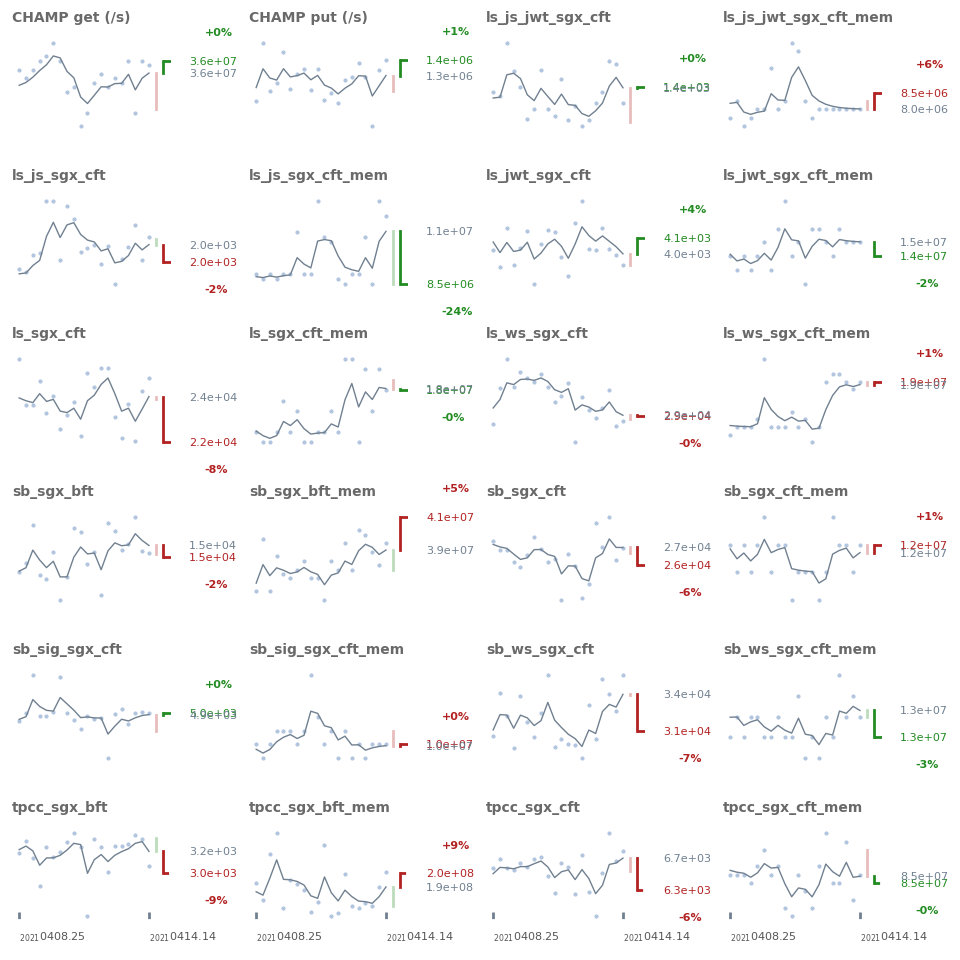 CHAMP get (/s)
+0%
3.6e+07
3.6e+07
CHAMP put (/s)
+1%
1.4e+06
1.3e+06
ls_js_jwt_sgx_cft
+0%
1.4e+03
ls_js_jwt_sgx_cft_mem
+6%
8.5e+06
8.0e+06
ls_js_sgx_cft
2.0e+03
2.0e+03
-2%
ls_js_sgx_cft_mem
1.1e+07
8.5e+06
-24%
ls_jwt_sgx_cft
+4%
4.1e+03
4.0e+03
ls_jwt_sgx_cft_mem
1.5e+07
1.4e+07
-2%
ls_sgx_cft
2.4e+04
2.2e+04
-8%
ls_sgx_cft_mem
1.8e+07
-0%
ls_ws_sgx_cft
2.9e+04
-0%
ls_ws_sgx_cft_mem
+1%
1.9e+07
1.9e+07
sb_sgx_bft
1.5e+04
1.5e+04
-2%
sb_sgx_bft_mem
+5%
4.1e+07
3.9e+07
sb_sgx_cft
2.7e+04
2.6e+04
-6%
sb_sgx_cft_mem
+1%
1.2e+07
1.2e+07
sb_sig_sgx_cft
+0%
5.0e+03
4.9e+03
sb_sig_sgx_cft_mem
+0%
1.0e+07
1.0e+07
sb_ws_sgx_cft
3.4e+04
3.1e+04
-7%
sb_ws_sgx_cft_mem
1.3e+07
1.3e+07
-3%
tpcc_sgx_bft
3.2e+03
3.0e+03
-9%
2021 0408.25
2021 0414.14
tpcc_sgx_bft_mem
+9%
2.0e+08
1.9e+08
2021 0408.25
2021 0414.14
tpcc_sgx_cft
6.7e+03
6.3e+03
-6%
2021 0408.25
2021 0414.14
tpcc_sgx_cft_mem
8.5e+07
8.5e+07
-0%
2021 0408.25
2021 0414.14